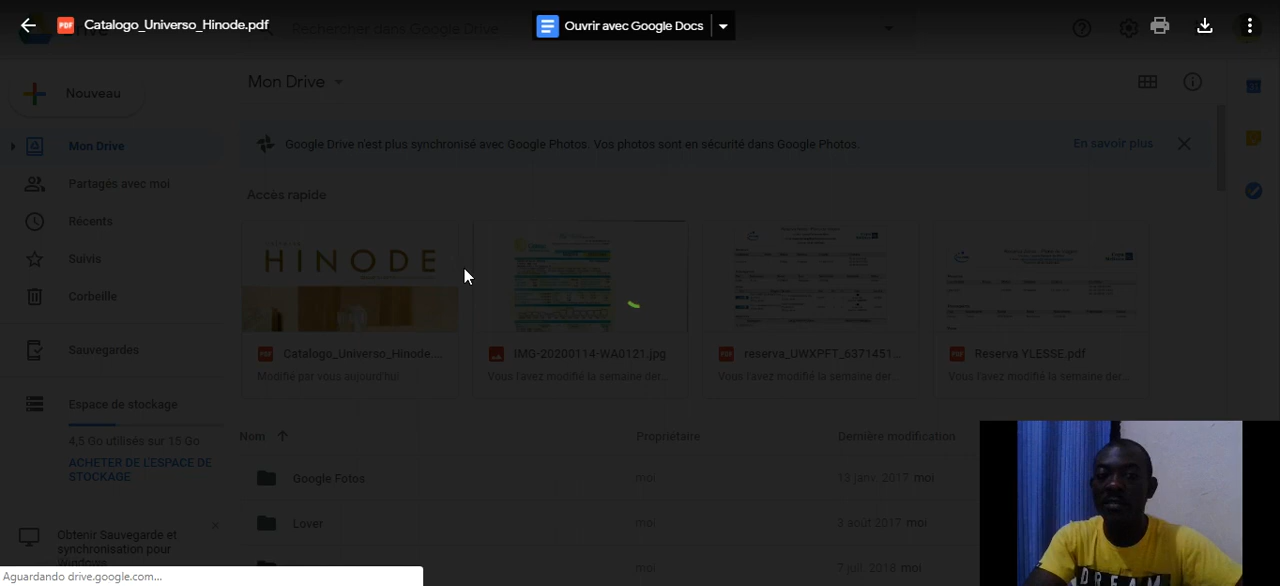 Catalogo_Universo_Hinode.pdf
Ouvrir avec Google Docs
Rechercher dans Google Drive
Nouveau
Mon Drive
Mon Drive
Google Drive n'est plus synchronisé avec Google Photos. Vos photos sont en sécurité dans Google Photos.
En savoir plus
Partagés avec moi
Accès rapide
Récents
Suivis
HINODE
Corbeille
Sauvegardes
Catalogo_Universo_Hinode....
IMG-20200114-WA0121.jpg
reserva_UWXPFT_6371451...
Reserva YLESSE.pdf
Modifié par vous aujourd'hui
Vous l'avez modifié la semaine der...
Vous l'avez modifié la semaine der...
Vous l'avez modifié la semaine der...
Espace de stockage
4,5 Go utilisés sur 15 Go
ACHETER DE L'ESPACE DE
STOCKAGE
Nom
Propriétaire
Dernière modification
Google Fotos
moi
13 janv. 2017 moi
Lover
moi
3 août 2017 moi
moi
7 juil. 2018 moi
Obtenir Sauvegarde et
synchronisation pour
Windows
Aguardando drive.google.com...
DREAM